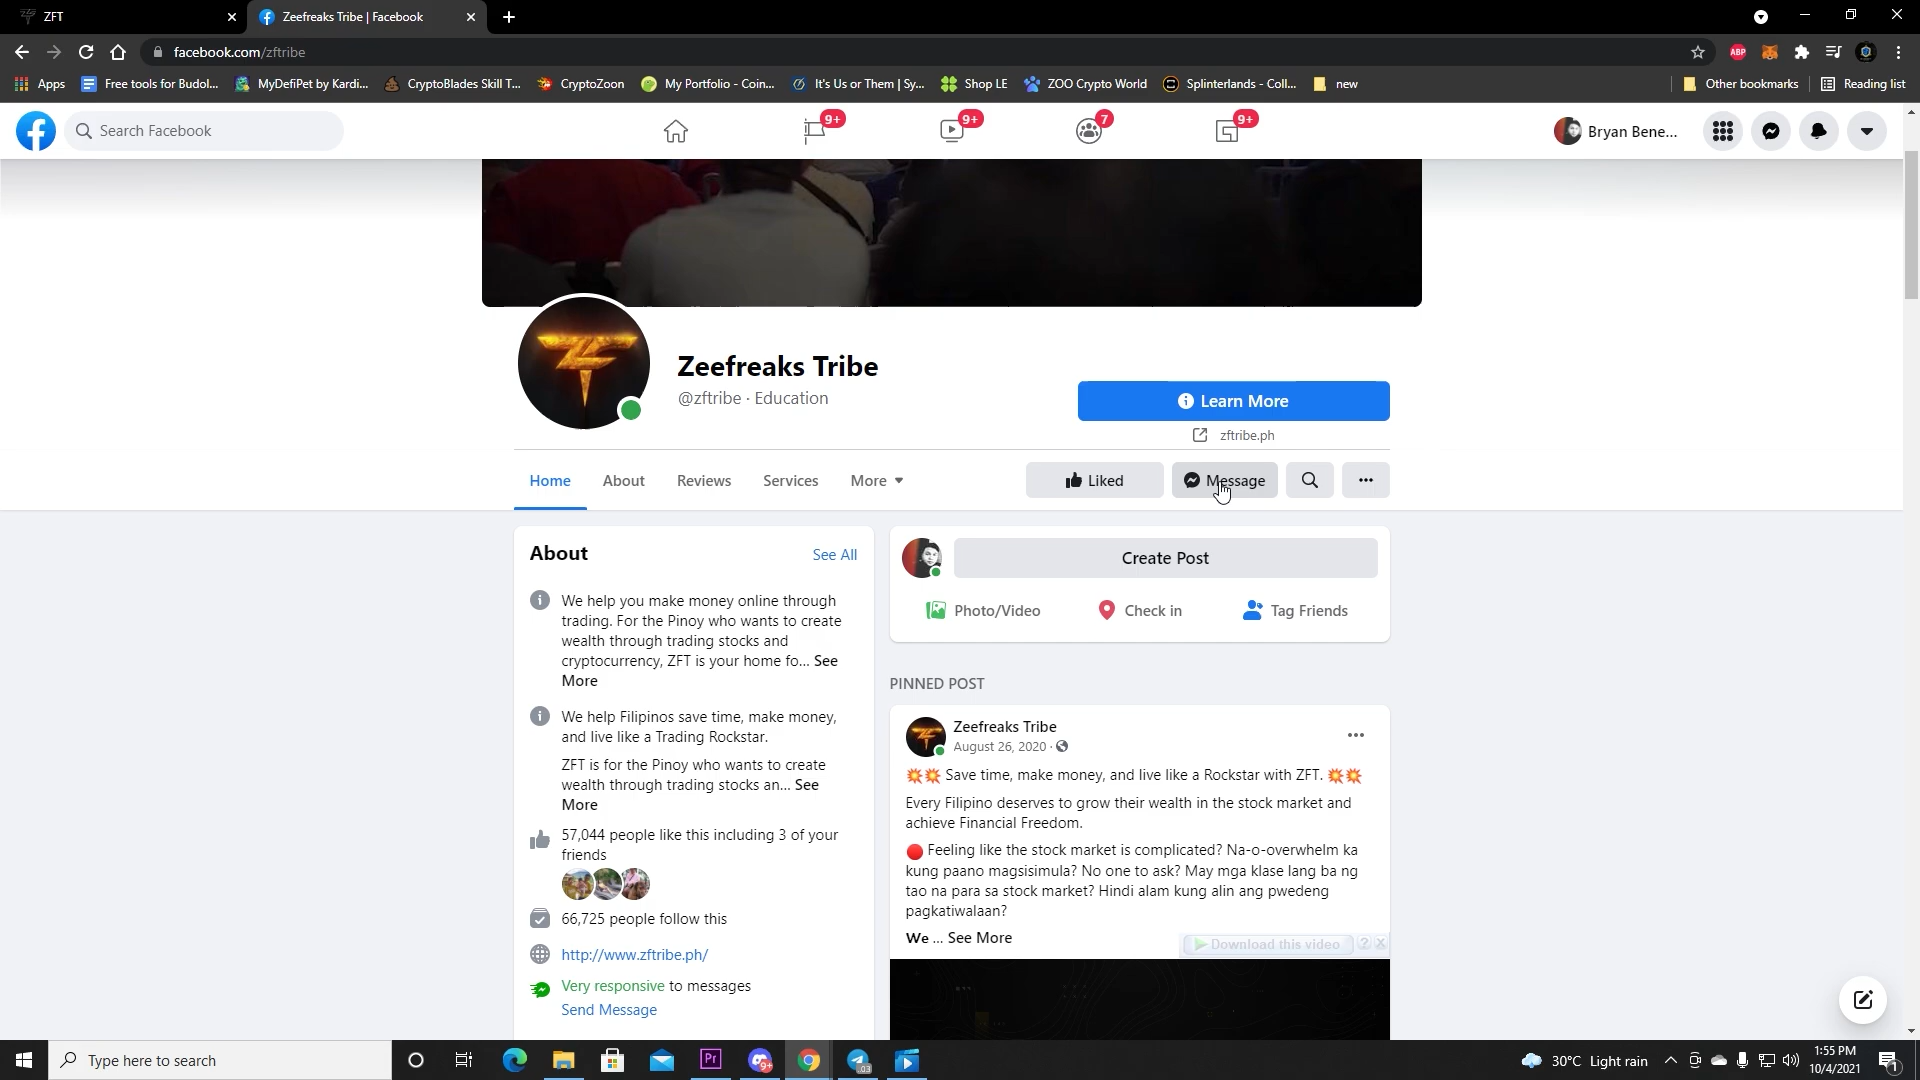 ZFT
Zeefreaks Tribe | Facebook
facebook.com/zftribe
ABP
Apps
Free tools for Budol...
MyDefiPet by Kardi...
CryptoBlades Skill T...
CryptoZoon
My Portfolio - Coin...
It's Us or Them | Sy...
Shop LE
ZOO Crypto World
Splinterlands - Coll...
new
Other bookmarks
Reading list
Search Facebook
9+
9+
7
9+
Bryan Bene...
Zeefreaks Tribe
@zftribe · Education
Learn More
zftribe.ph
Home
About
Reviews
Services
More
Liked
Message
About
See All
We help you make money online through
trading. For the Pinoy who wants to create
wealth through trading stocks and
cryptocurrency, ZFT is your home fo... See
More
We help Filipinos save time, make money,
and live like a Trading Rockstar.
ZFT is for the Pinoy who wants to create
wealth through trading stocks an... See
More
57,044 people like this including 3 of your
friends
66,725 people follow this
http://www.zftribe.ph/
Very responsive to messages
Send Message
Create Post
Photo/Video
Check in
Tag Friends
PINNED POST
Zeefreaks Tribe
August 26, 2020 ·
💥💥 Save time, make money, and live like a Rockstar with ZFT. 💥💥
Every Filipino deserves to grow their wealth in the stock market and
achieve Financial Freedom.
🔴 Feeling like the stock market is complicated? Na-o-overwhelm ka
kung paano magsisimula? No one to ask? May mga klase lang ba ng
tao na para sa stock market? Hindi alam kung alin ang pwedeng
pagkatiwalaan?
We ... See More
Download this video ? X
Type here to search
Pr
9+
03
30°C Light rain
1:55 PM
10/4/2021
1